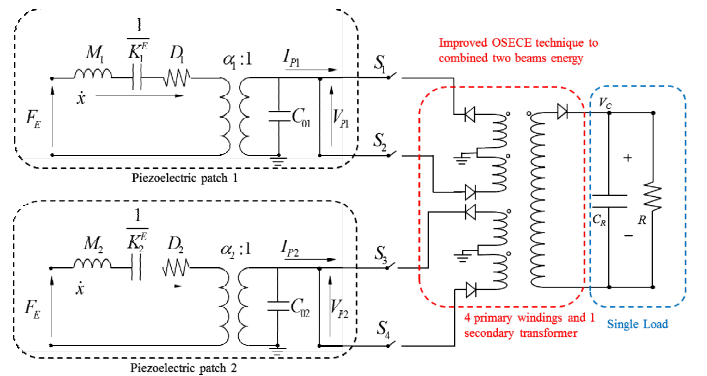 Improved OSECE technique to
combined two beams energy
M1 1/K1^E D1 α1:1 IP1 S1
ẋ
FE C01 VP1 S2
Piezoelectric patch 1
VC
+
CR R
−
M2 1/K2^E D2 α2:1 IP2 S3
ẋ
FE C02 VP2 S4
Piezoelectric patch 2
4 primary windings and 1
secondary transformer
Single Load